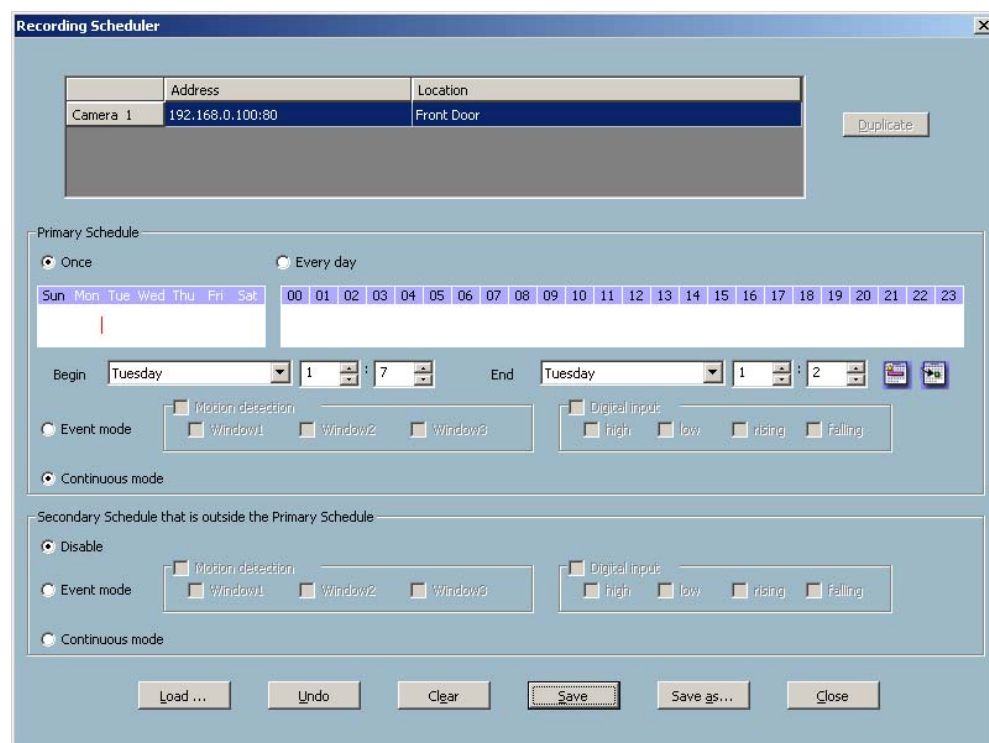 Recording Scheduler
Address Location
Camera 1 192.168.0.100:80 Front Door
Duplicate
Primary Schedule
Once Every day
Sun Mon Tue Wed Thu Fri Sat 00 01 02 03 04 05 06 07 08 09 10 11 12 13 14 15 16 17 18 19 20 21 22 23
Begin Tuesday 1 : 7 End Tuesday 1 : 2
Motion detection Digital input
Event mode Window1 Window2 Window3 high low rising Falling
Continuous mode
Secondary Schedule that is outside the Primary Schedule
Disable
Motion detection Digital input
Event mode Window1 Window2 Window3 high low rising Falling
Continuous mode
Load ... Undo Clear Save Save as... Close